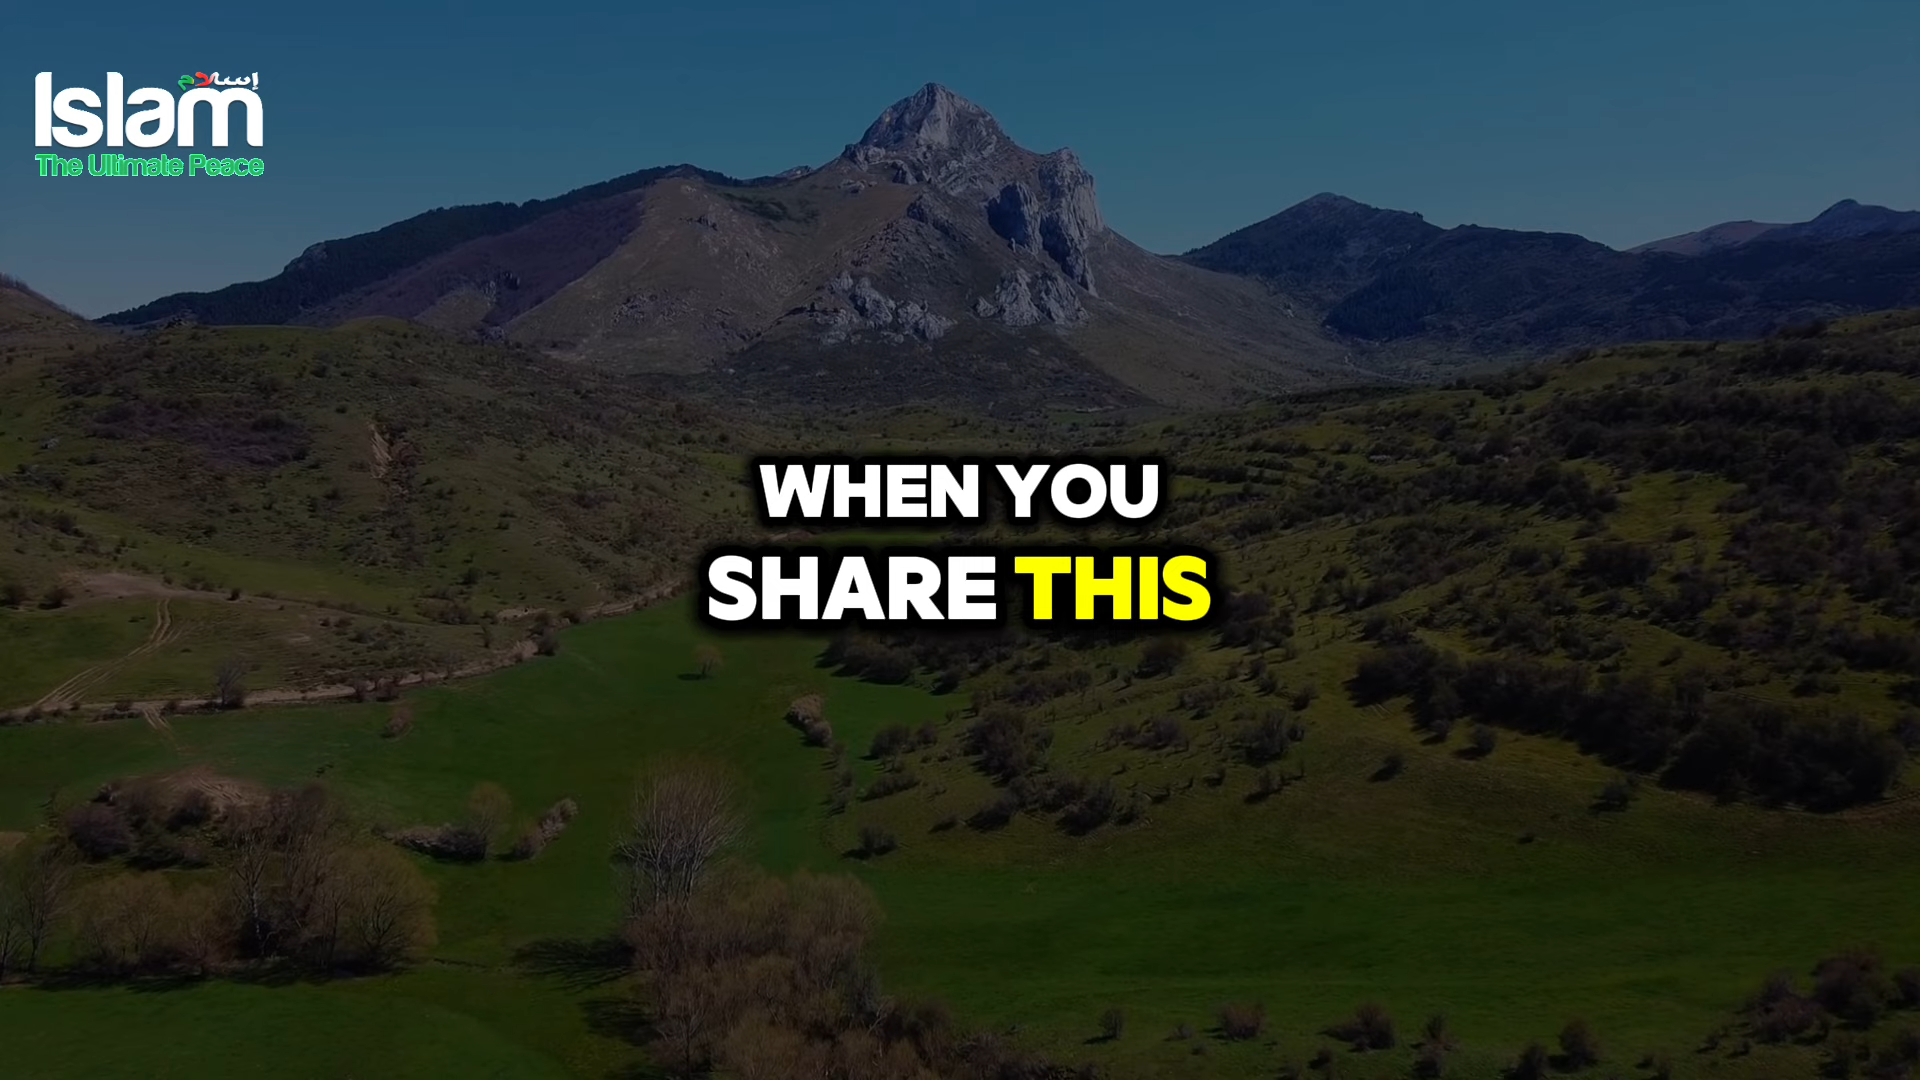 إسلام
Islam
The Ultimate Peace
WHEN YOU
SHARE THIS